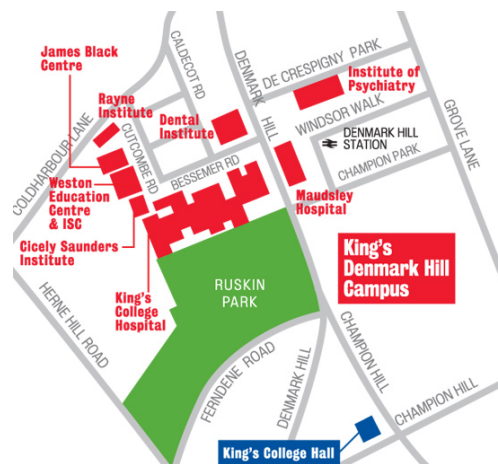 James Black
Centre
CALDECOT RD
DENMARK
HILL
DE CRESPIGNY PARK
Institute of
Psychiatry
Rayne
Institute
COLDHARBOUR LANE
CUTCOMBE RD
Dental
Institute
WINDSOR WALK
GROVE LANE
DENMARK HILL
STATION
BESSEMER RD
CHAMPION PARK
Weston
Education
Centre
& ISC
Maudsley
Hospital
Cicely Saunders
Institute
King's
Denmark Hill
Campus
RUSKIN
PARK
King's
College
Hospital
HERNE HILL ROAD
FERNDENE ROAD
DENMARK HILL
CHAMPION HILL
CHAMPION HILL
King's College Hall